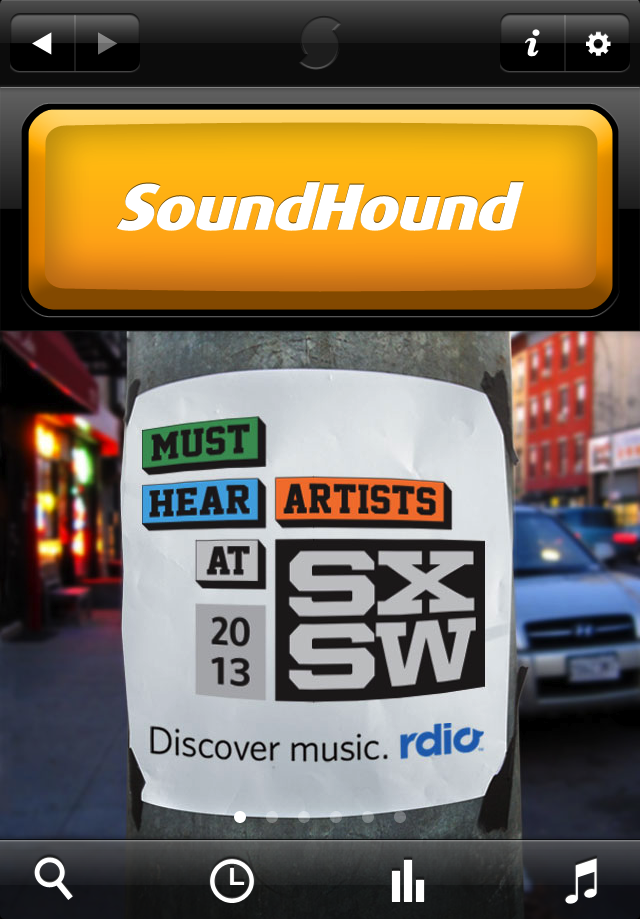 SoundHound
MUST
HEAR ARTISTS
AT SX
20 SW
13
Discover music. rdio